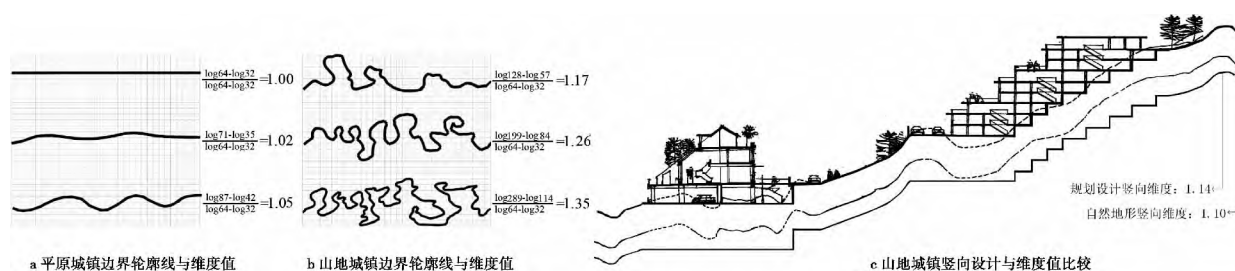 log64-log32
log64-log32
=1.00
log71-log35
log64-log32
=1.02
log87-log42
log64-log32
=1.05
a 平原城镇边界轮廓线与维度值
log128-log57
log64-log32
=1.17
log199-log84
log64-log32
=1.26
log289-log114
log64-log32
=1.35
b 山地城镇边界轮廓线与维度值
规划设计竖向维度：1.14
自然地形竖向维度：1.10
c 山地城镇竖向设计与维度值比较